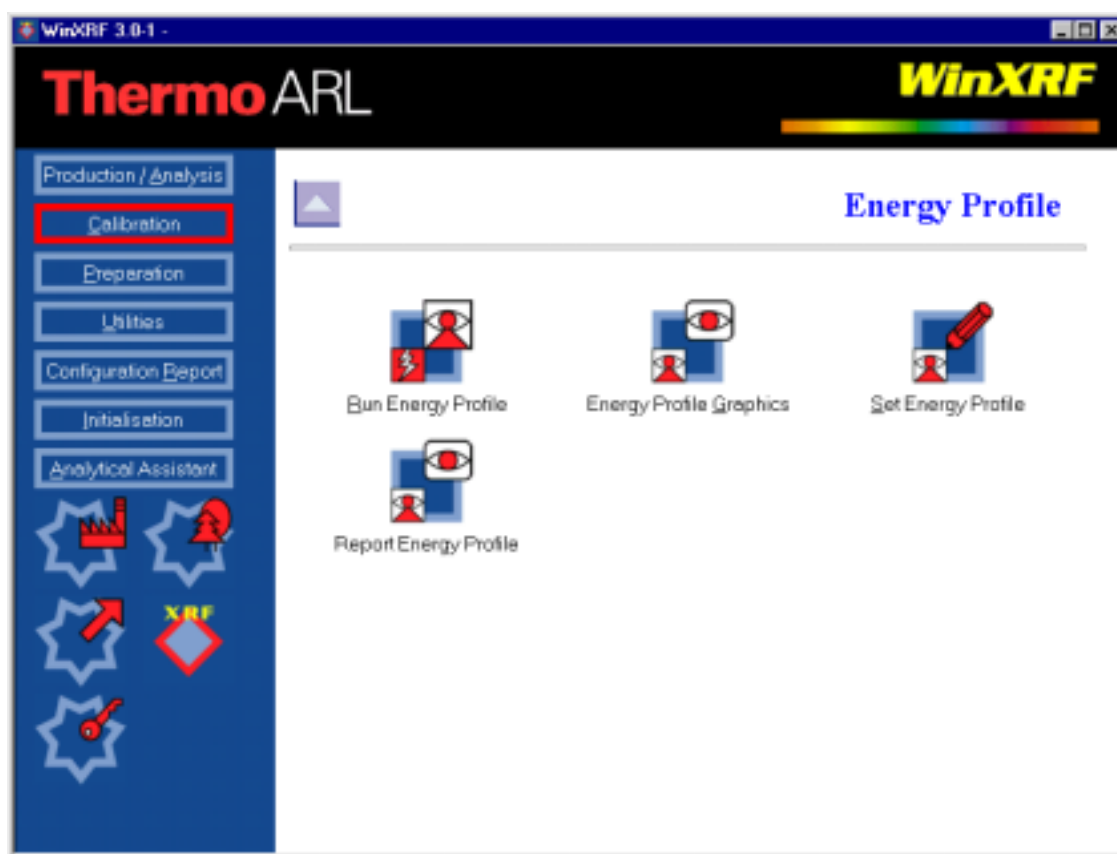 WinXRF 3.0-1 -
Thermo ARL
WinXRF
Production / Analysis
Calibration
Preparation
Utilities
Configuration Report
Initialisation
Analytical Assistant
XRF
Energy Profile
Run Energy Profile
Energy Profile Graphics
Set Energy Profile
Report Energy Profile